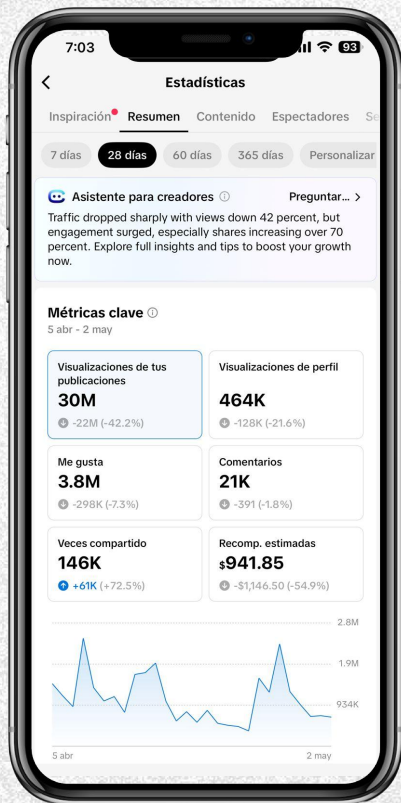 7:03
93
Estadísticas
Inspiración Resumen Contenido Espectadores Se
7 días 28 días 60 días 365 días Personalizar
Asistente para creadores Preguntar... >
Traffic dropped sharply with views down 42 percent, but
engagement surged, especially shares increasing over 70
percent. Explore full insights and tips to boost your growth
now.
Métricas clave
5 abr - 2 may
Visualizaciones de tus
publicaciones
30M
-22M (-42.2%)
Visualizaciones de perfil
464K
-128K (-21.6%)
Me gusta
3.8M
-298K (-7.3%)
Comentarios
21K
-391 (-1.8%)
Veces compartido
146K
+61K (+72.5%)
Recomp. estimadas
$941.85
-$1,146.50 (-54.9%)
2.8M
1.9M
934K
5 abr 2 may